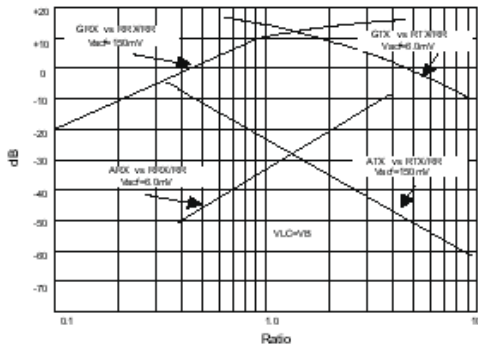 +20
+10
0
-10
-20
-30
-40
-50
-60
-70
dB
GRX vs RRX/RR
Vacf=150mV
GTX vs RTX/RR
Vacf=6.0mV
ARX vs RRX/RR
Vacf=6.0mV
ATX vs RTX/RR
Vacf=150mV
VLC=VB
0.1
1.0
10
Ratio